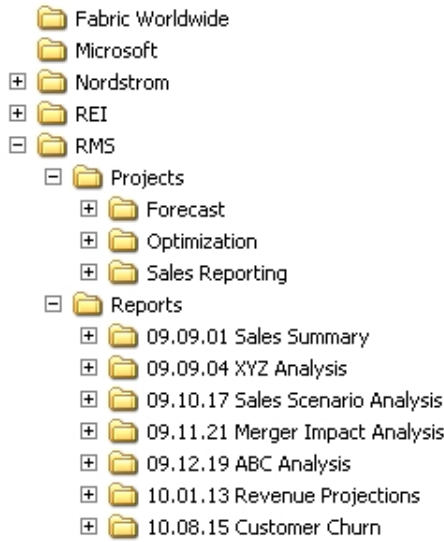 Fabric Worldwide
Microsoft
Nordstrom
REI
RMS
Projects
Forecast
Optimization
Sales Reporting
Reports
09.09.01 Sales Summary
09.09.04 XYZ Analysis
09.10.17 Sales Scenario Analysis
09.11.21 Merger Impact Analysis
09.12.19 ABC Analysis
10.01.13 Revenue Projections
10.08.15 Customer Churn